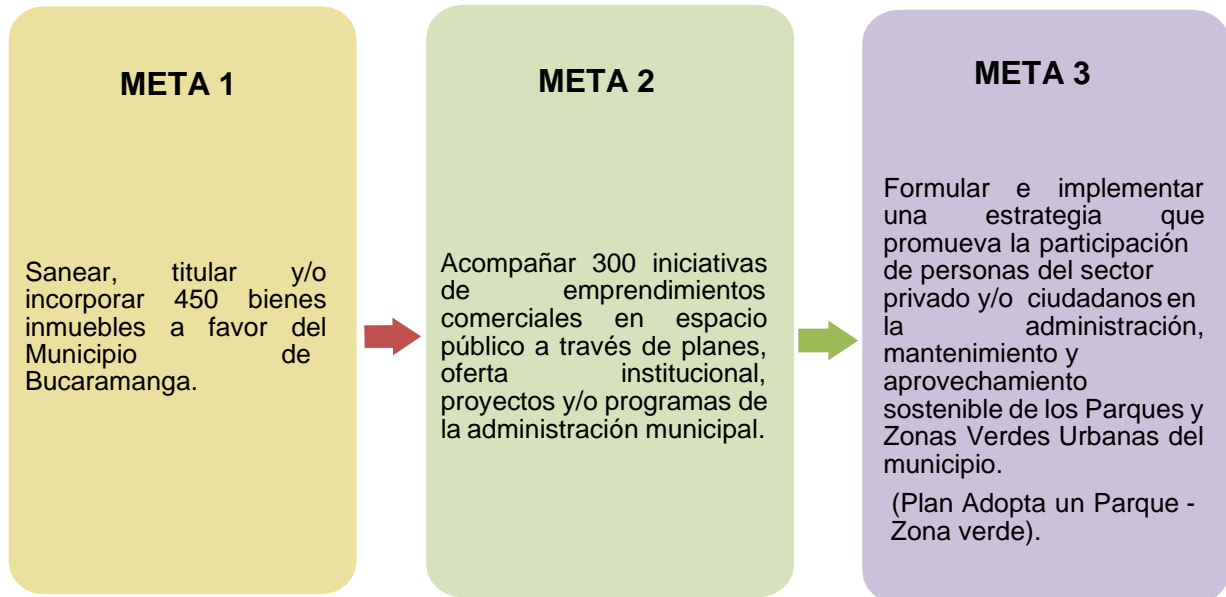 META 1
Sanear, titular y/o
incorporar 450 bienes
inmuebles a favor del
Municipio de
Bucaramanga.
META 2
Acompañar 300 iniciativas
de emprendimientos
comerciales en espacio
público a través de planes,
oferta institucional,
proyectos y/o programas de
la administración municipal.
META 3
Formular e implementar
una estrategia que
promueva la participación
de personas del sector
privado y/o ciudadanos en
la administración,
mantenimiento y
aprovechamiento
sostenible de los Parques y
Zonas Verdes Urbanas del
municipio.
(Plan Adopta un Parque -
Zona verde).